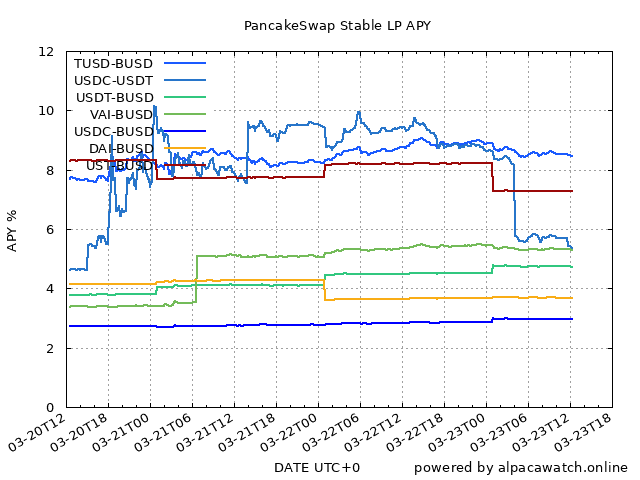 PancakeSwap Stable LP APY
12
10
8
6
4
2
0
APY %
TUSD-BUSD
USDC-USDT
USDT-BUSD
VAI-BUSD
USDC-BUSD
DAI-BUSD
UST-BUSD
03-20T12
03-20T18
03-21T00
03-21T06
03-21T12
03-21T18
03-22T00
03-22T06
03-22T12
03-22T18
03-23T00
03-23T06
03-23T12
03-23T18
DATE UTC+0
powered by alpacawatch.online